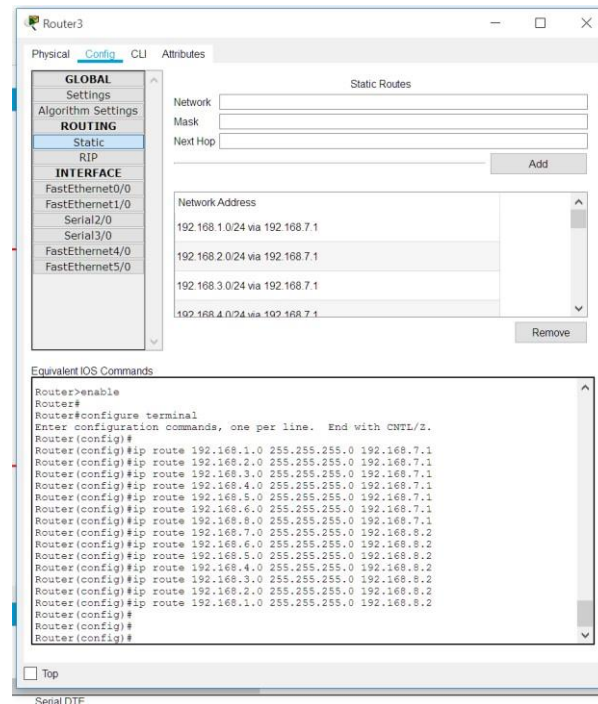 Router3
Physical Config CLI Attributes
GLOBAL
Settings
Algorithm Settings
ROUTING
Static
RIP
INTERFACE
FastEthernet0/0
FastEthernet1/0
Serial2/0
Serial3/0
FastEthernet4/0
FastEthernet5/0
Static Routes
Network
Mask
Next Hop
Add
Network Address
192.168.1.0/24 via 192.168.7.1
192.168.2.0/24 via 192.168.7.1
192.168.3.0/24 via 192.168.7.1
192.168.4.0/24 via 192.168.7.1
Remove
Equivalent IOS Commands
Router>enable
Router#
Router#configure terminal
Enter configuration commands, one per line. End with CNTL/Z.
Router(config)#
Router(config)#ip route 192.168.1.0 255.255.255.0 192.168.7.1
Router(config)#ip route 192.168.2.0 255.255.255.0 192.168.7.1
Router(config)#ip route 192.168.3.0 255.255.255.0 192.168.7.1
Router(config)#ip route 192.168.4.0 255.255.255.0 192.168.7.1
Router(config)#ip route 192.168.5.0 255.255.255.0 192.168.7.1
Router(config)#ip route 192.168.6.0 255.255.255.0 192.168.7.1
Router(config)#ip route 192.168.8.0 255.255.255.0 192.168.7.1
Router(config)#ip route 192.168.7.0 255.255.255.0 192.168.8.2
Router(config)#ip route 192.168.6.0 255.255.255.0 192.168.8.2
Router(config)#ip route 192.168.5.0 255.255.255.0 192.168.8.2
Router(config)#ip route 192.168.4.0 255.255.255.0 192.168.8.2
Router(config)#ip route 192.168.3.0 255.255.255.0 192.168.8.2
Router(config)#ip route 192.168.2.0 255.255.255.0 192.168.8.2
Router(config)#ip route 192.168.1.0 255.255.255.0 192.168.8.2
Router(config)#
Router(config)#
Router(config)#
Top
Serial DTE